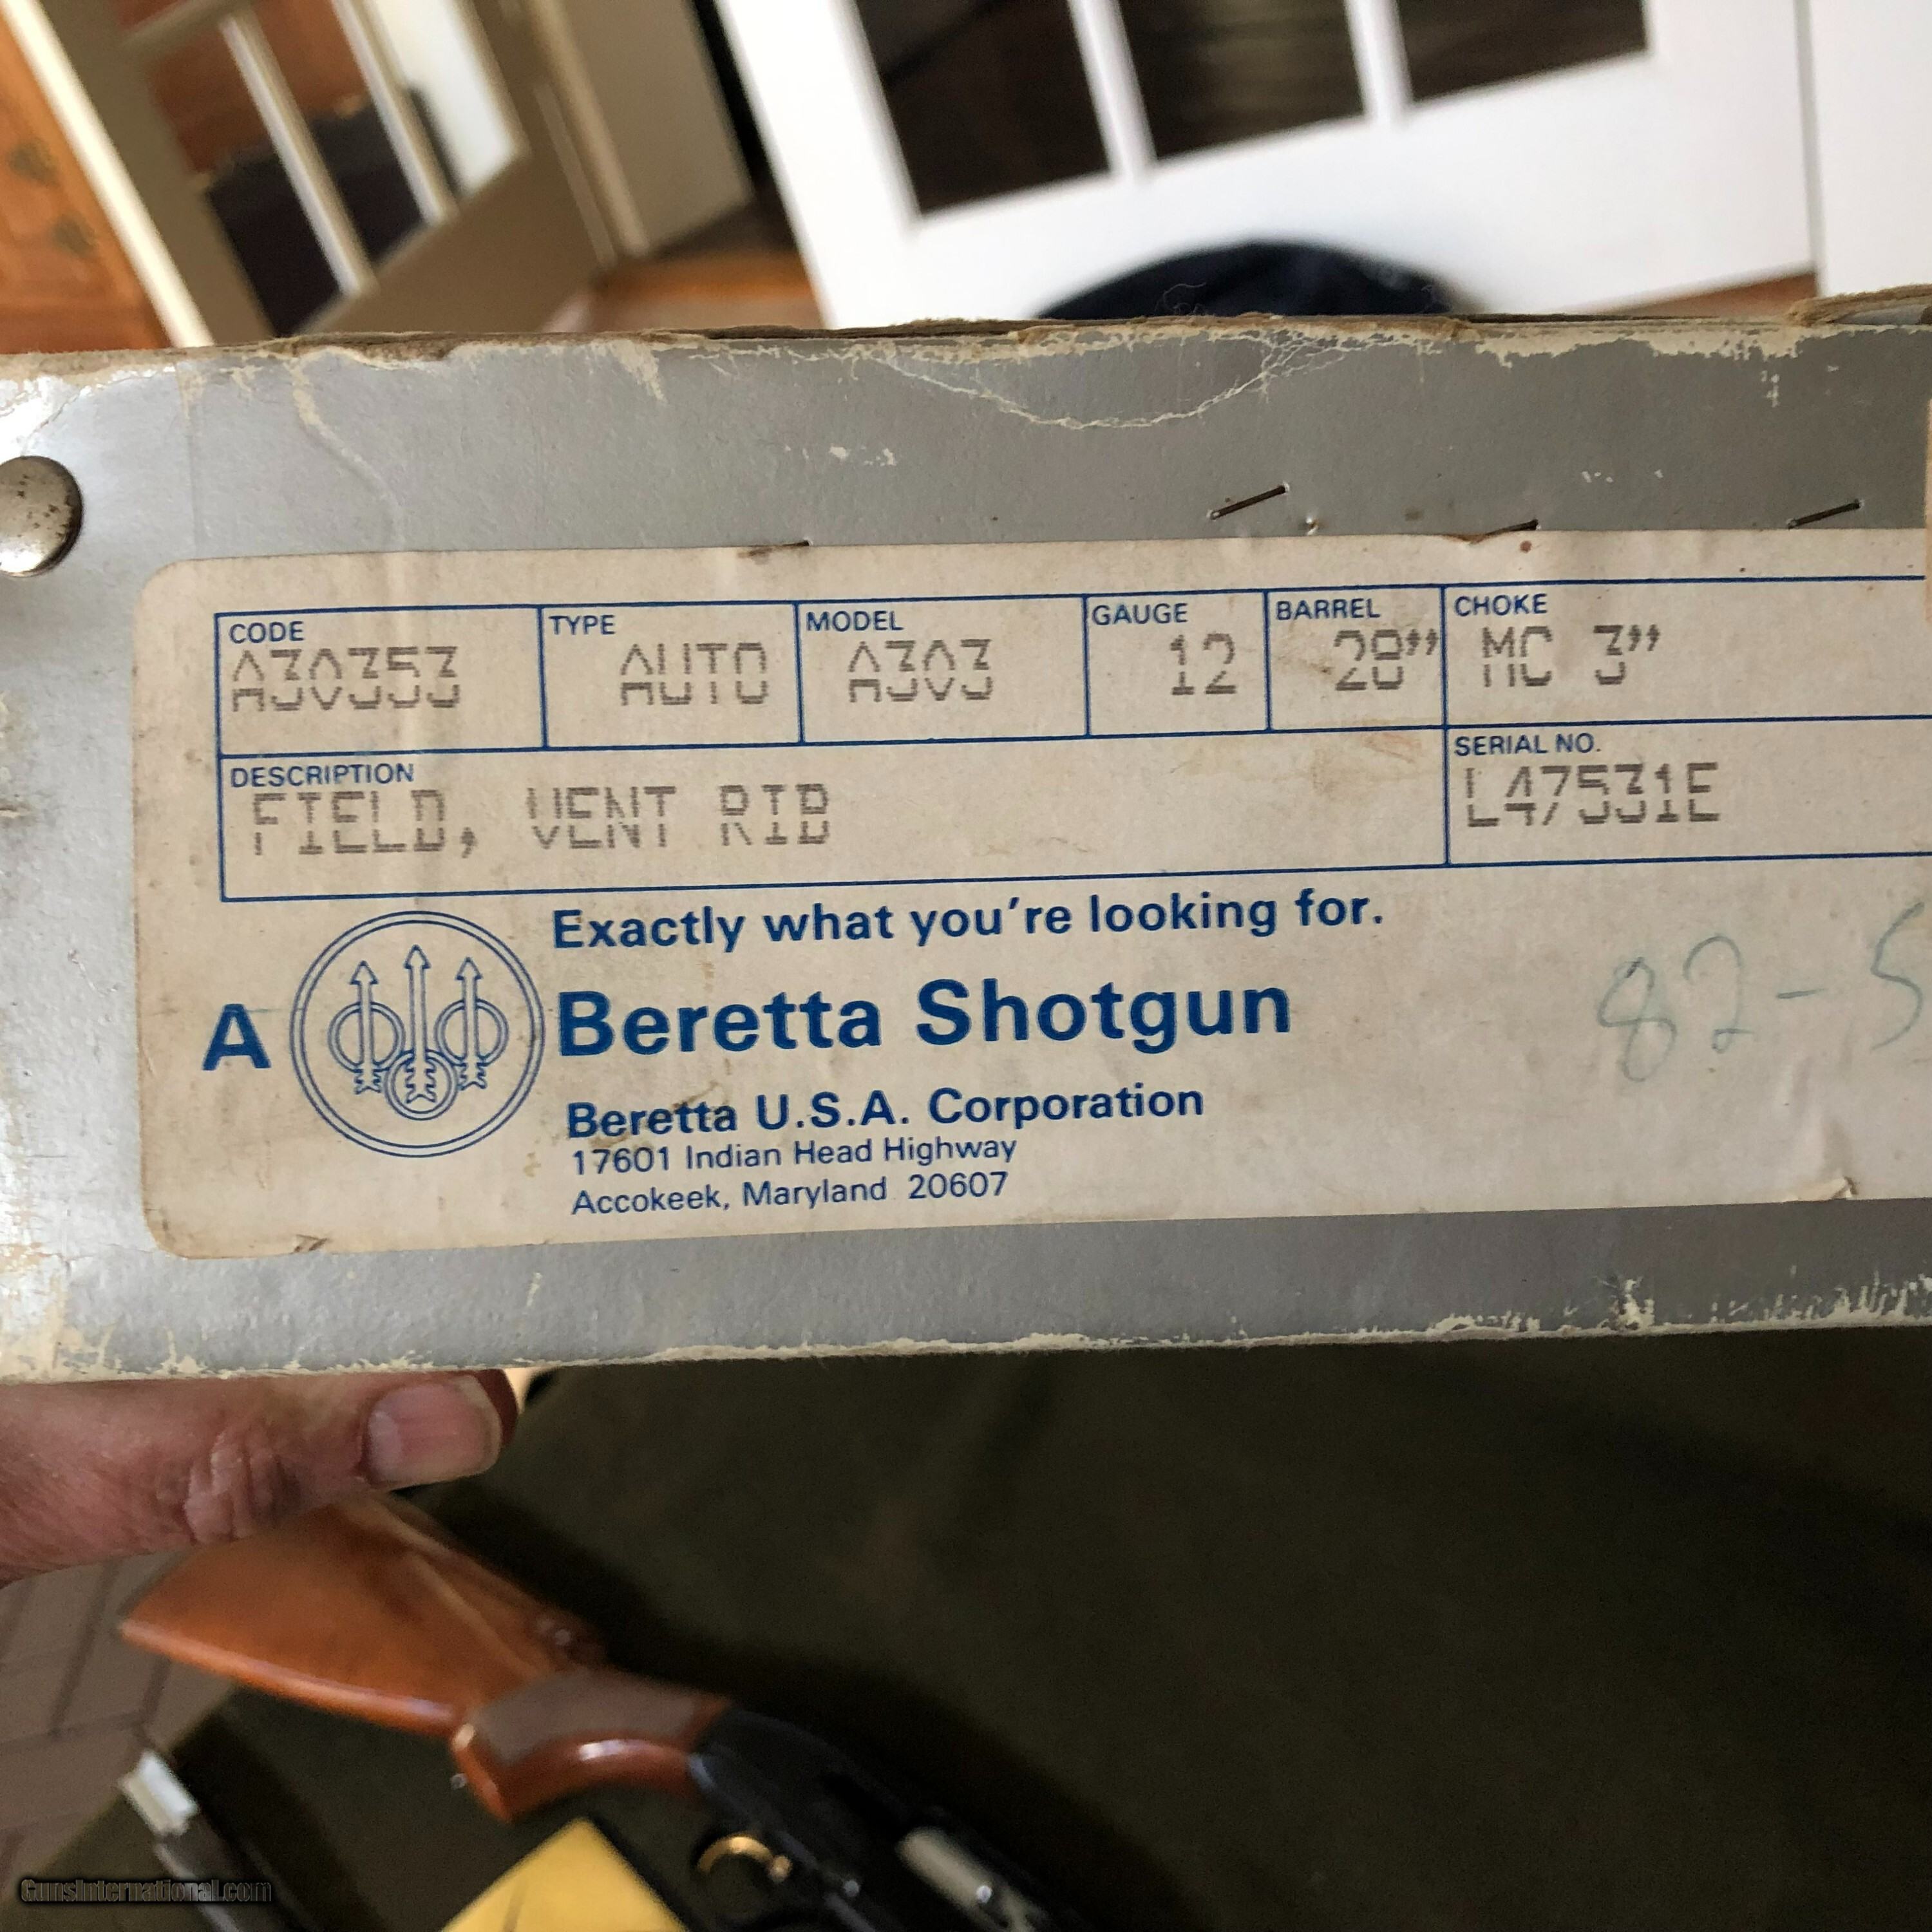 CODE TYPE MODEL GAUGE BARREL CHOKE
A30353 AUTO A303 12 28” MC 3”
DESCRIPTION SERIAL NO.
FIELD, VENT RIB L47531E
Exactly what you're looking for.
A Beretta Shotgun
82-5
Beretta U.S.A. Corporation
17601 Indian Head Highway
Accokeek, Maryland 20607
GunsInternational.com